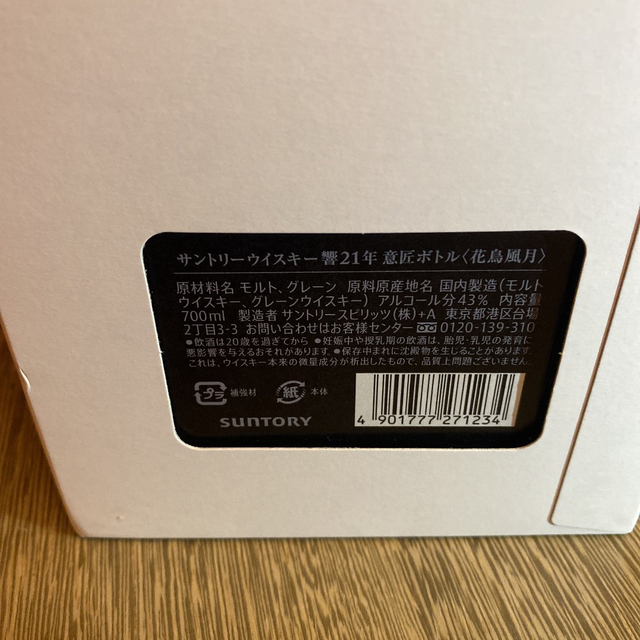 サントリーウイスキー 響21年 意匠ボトル〈花鳥風月〉
原材料名 モルト、グレーン 原料原産地名 国内製造(モルト
ウイスキー、グレーンウイスキー) アルコール分43% 内容量
700ml 製造者 サントリースピリッツ(株)+A 東京都港区台場
2丁目3-3 お問い合わせはお客様センター 0120-139-310
●飲酒は20歳を過ぎてから ●妊娠中や授乳期の飲酒は、胎児・乳児の発育に
悪影響を与えるおそれがあります。●保存中まれに沈殿物を生じることがありますが、
これは、ウイスキー本来の微量成分が析出したもので、品質上問題ございません。
プラ 補強材 紙 本体
SUNTORY
4 901777 271234